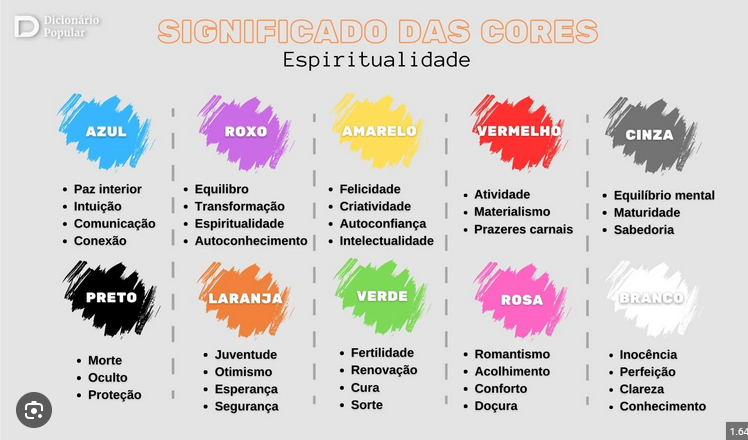 Dicionário
Popular
SIGNIFICADO DAS CORES
Espiritualidade
AZUL
Paz interior
Intuição
Comunicação
Conexão
ROXO
Equilibro
Transformação
Espiritualidade
Autoconhecimento
AMARELO
Felicidade
Criatividade
Autoconfiança
Intelectualidade
VERMELHO
Atividade
Materialismo
Prazeres carnais
CINZA
Equilíbrio mental
Maturidade
Sabedoria
PRETO
Morte
Oculto
Proteção
LARANJA
Juventude
Otimismo
Esperança
Segurança
VERDE
Fertilidade
Renovação
Cura
Sorte
ROSA
Romantismo
Acolhimento
Conforto
Doçura
BRANCO
Inocência
Perfeição
Clareza
Conhecimento
1.64